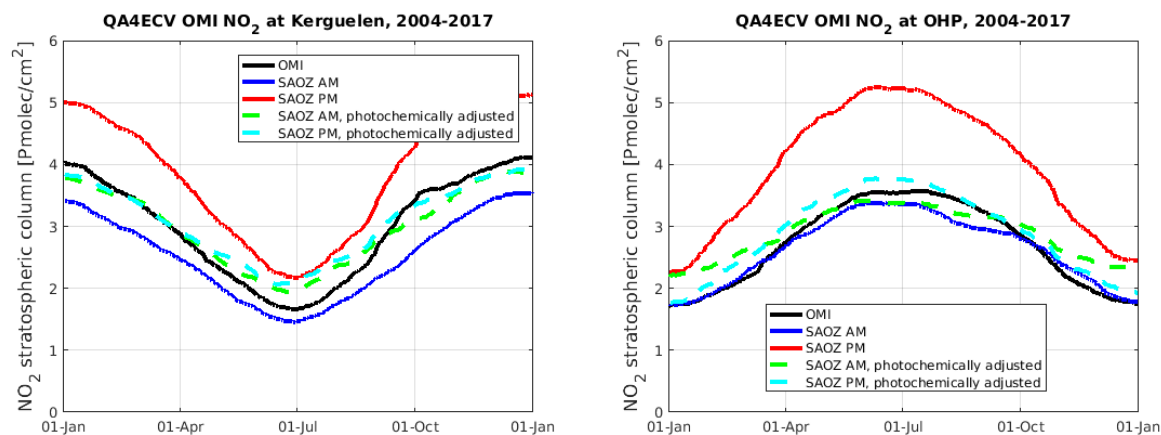 QA4ECV OMI NO2 at Kerguelen, 2004-2017
NO2 stratospheric column [Pmolec/cm2]
6
5
4
3
2
1
0
OMI
SAOZ AM
SAOZ PM
SAOZ AM, photochemically adjusted
SAOZ PM, photochemically adjusted
01-Jan
01-Apr
01-Jul
01-Oct
01-Jan
QA4ECV OMI NO2 at OHP, 2004-2017
NO2 stratospheric column [Pmolec/cm2]
6
5
4
3
2
1
0
OMI
SAOZ AM
SAOZ PM
SAOZ AM, photochemically adjusted
SAOZ PM, photochemically adjusted
01-Jan
01-Apr
01-Jul
01-Oct
01-Jan